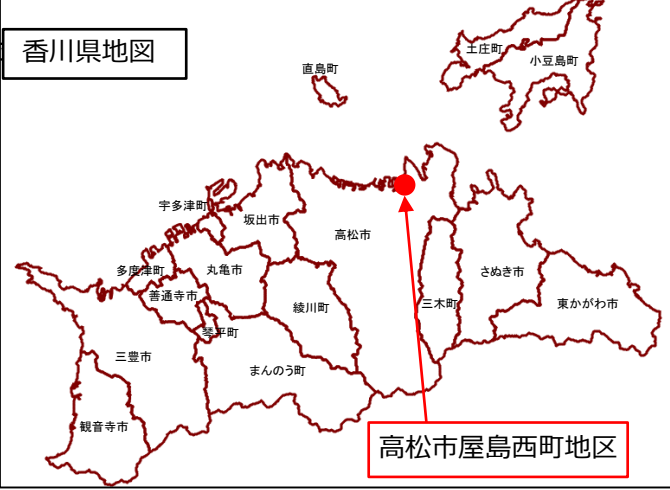 香川県地図
土庄町
小豆島町
直島町
宇多津町
坂出市
高松市
多度津町
丸亀市
さぬき市
善通寺市
綾川町
三木町
東かがわ市
琴平町
三豊市
まんのう町
観音寺市
高松市屋島西町地区